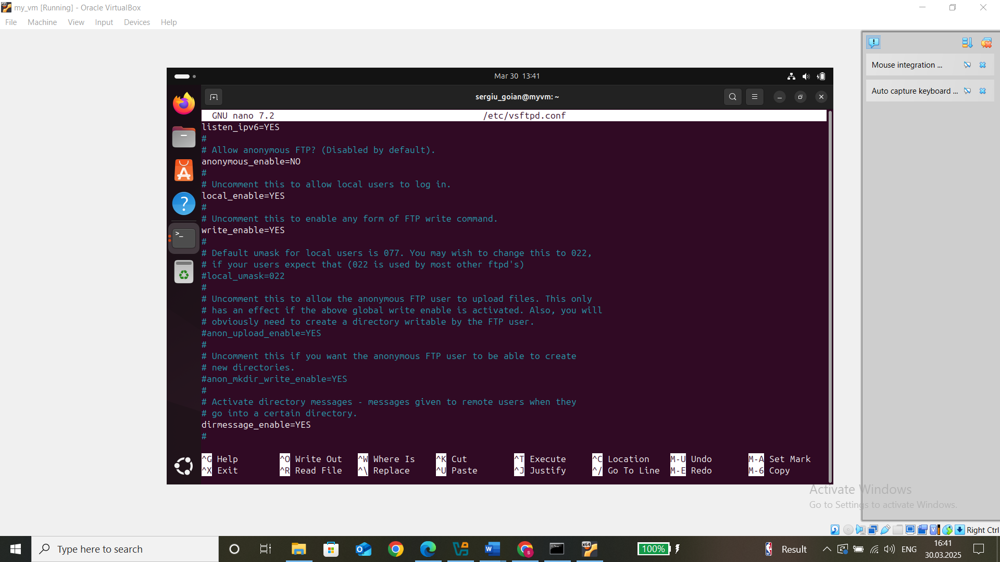 my_vm [Running] - Oracle VirtualBox
File Machine View Input Devices Help
Mouse integration ...
Auto capture keyboard ...
Mar 30 13:41
sergiu_goian@myvm: ~
GNU nano 7.2 /etc/vsftpd.conf
listen_ipv6=YES
#
# Allow anonymous FTP? (Disabled by default).
anonymous_enable=NO
#
# Uncomment this to allow local users to log in.
local_enable=YES
#
# Uncomment this to enable any form of FTP write command.
write_enable=YES
#
# Default umask for local users is 077. You may wish to change this to 022,
# if your users expect that (022 is used by most other ftpd's)
#local_umask=022
#
# Uncomment this to allow the anonymous FTP user to upload files. This only
# has an effect if the above global write enable is activated. Also, you will
# obviously need to create a directory writable by the FTP user.
#anon_upload_enable=YES
#
# Uncomment this if you want the anonymous FTP user to be able to create
# new directories.
#anon_mkdir_write_enable=YES
#
# Activate directory messages - messages given to remote users when they
# go into a certain directory.
dirmessage_enable=YES
#
^G Help ^O Write Out ^W Where Is ^K Cut ^T Execute ^C Location M-U Undo M-A Set Mark
^X Exit ^R Read File ^\ Replace ^U Paste ^J Justify ^/ Go To Line M-E Redo M-6 Copy
Activate Windows
Go to Settings to activate Windows.
Right Ctrl
Type here to search
100%
Result
ENG
16:41
30.03.2025